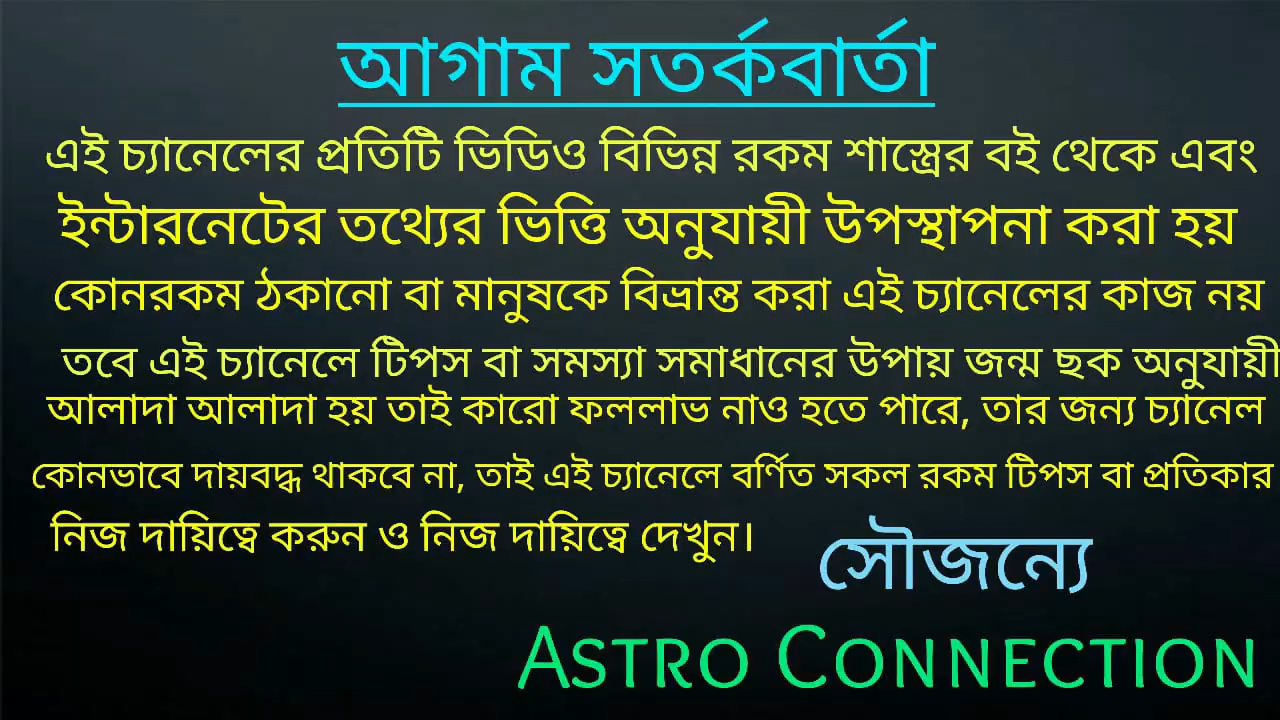 আগাম সতর্কবার্তা
এই চ্যানেলের প্রতিটি ভিডিও বিভিন্ন রকম শাস্ত্রের বই থেকে এবং
ইন্টারনেটের তথ্যের ভিত্তি অনুযায়ী উপস্থাপনা করা হয়
কোনরকম ঠকানো বা মানুষকে বিভ্রান্ত করা এই চ্যানেলের কাজ নয়
তবে এই চ্যানেলে টিপস বা সমস্যা সমাধানের উপায় জন্ম ছক অনুযায়ী
আলাদা আলাদা হয় তাই কারো ফললাভ নাও হতে পারে, তার জন্য চ্যানেল
কোনভাবে দায়বদ্ধ থাকবে না, তাই এই চ্যানেলে বর্ণিত সকল রকম টিপস বা প্রতিকার
নিজ দায়িত্বে করুন ও নিজ দায়িত্বে দেখুন।
সৌজন্যে
ASTRO CONNECTION